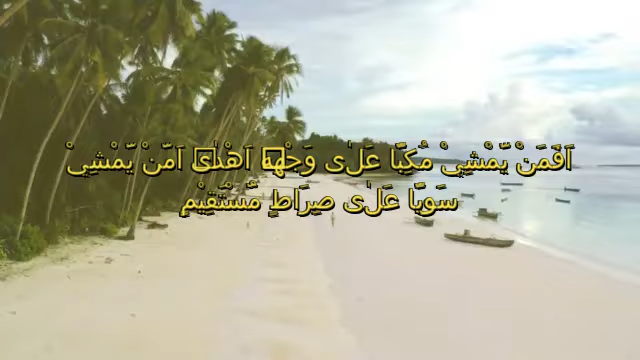 اَفَمَنْ يَّمْشِيْ مُكِبًّا عَلٰى وَجْهِهٖٓ اَهْدٰٓى اَمَّنْ يَّمْشِيْ
سَوِيًّا عَلٰى صِرَاطٍ مُّسْتَقِيْمٍ